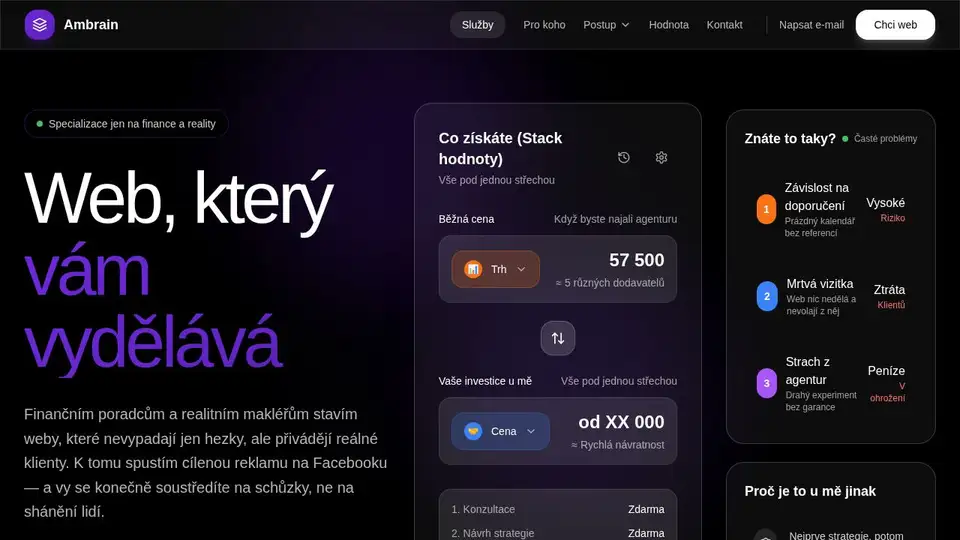 Ambrain
Služby
Pro koho
Postup
Hodnota
Kontakt
Napsat e-mail
Chci web
Specializace jen na finance a reality
Web, který
vám
vydělává
Finančním poradcům a realitním makléřům stavím
weby, které nevypadají jen hezky, ale přivádějí reálné
klienty. K tomu spustím cílenou reklamu na Facebooku
— a vy se konečně soustředíte na schůzky, ne na
shánění lidí.
Co získáte (Stack
hodnoty)
Vše pod jednou střechou
Běžná cena
Když byste najali agenturu
Trh
57 500
≈ 5 různých dodavatelů
Vaše investice u mě
Vše pod jednou střechou
Cena
od XX 000
≈ Rychlá návratnost
1. Konzultace
Zdarma
2. Návrh strategie
Zdarma
Znáte to taky?
Časté problémy
1
Závislost na
doporučení
Prázdný kalendář
bez referencí
Vysoké
Riziko
2
Mrtvá vizitka
Web nic nedělá a
nevolají z něj
Ztráta
Klientů
3
Strach z
agentur
Drahý experiment
bez garance
Peníze
V
ohrožení
Proč je to u mě jinak
Nejprve strategie, potom